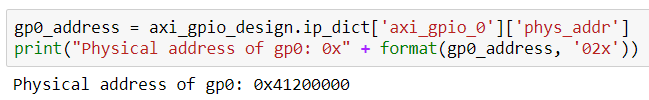 gp0_address = axi_gpio_design.ip_dict['axi_gpio_0']['phys_addr']
print("Physical address of gp0: 0x" + format(gp0_address, '02x'))
Physical address of gp0: 0x41200000